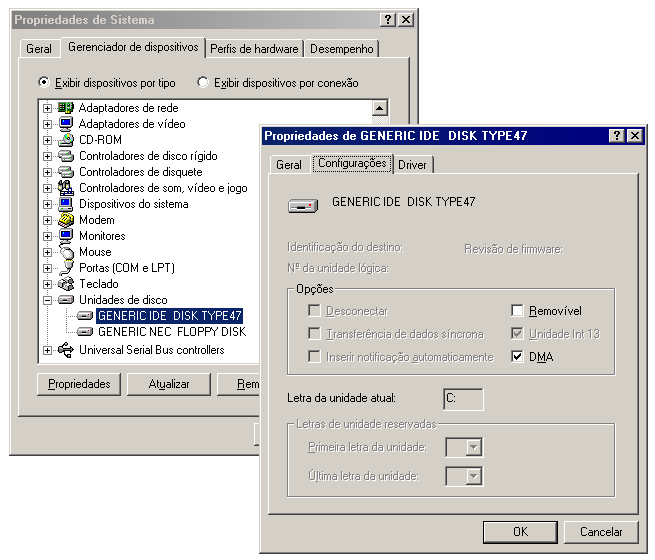 Propriedades de Sistema
Geral Gerenciador de dispositivos Perfis de hardware Desempenho
Exibir dispositivos por tipo Exibir dispositivos por conexão
Adaptadores de rede
Adaptadores de vídeo
CD-ROM
Controladores de disco rígido
Controladores de disquete
Controladores de som, vídeo e jogo
Dispositivos do sistema
Modem
Monitores
Mouse
Portas (COM e LPT)
Teclado
Unidades de disco
GENERIC IDE DISK TYPE47
GENERIC NEC FLOPPY DISK
Universal Serial Bus controllers
Propriedades Atualizar Rem
Propriedades de GENERIC IDE DISK TYPE47
Geral Configurações Driver
GENERIC IDE DISK TYPE47
Identificação do destino: Revisão de firmware:
Nº da unidade lógica:
Opções
Desconectar Removível
Transferência de dados síncrona Unidade Int 13
Inserir notificação automaticamente DMA
Letra da unidade atual: C:
Letras de unidade reservadas
Primeira letra da unidade:
Última letra da unidade:
OK Cancelar